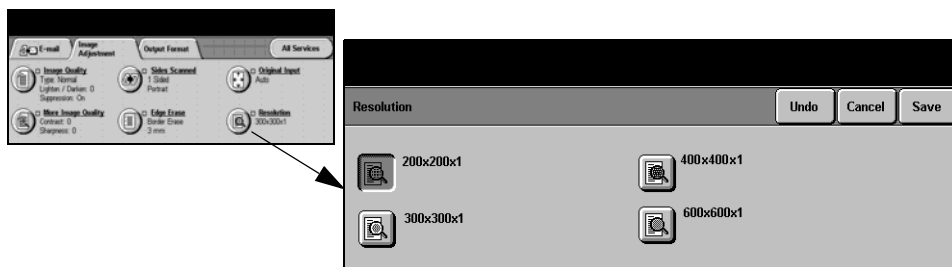 E-mail
Image Adjustment
Output Format
All Services
Image Quality
Type: Normal
Lighten / Darken: 0
Suppression: On
Sides Scanned
1 Sided
Portrait
Original Input
Auto
More Image Quality
Contrast: 0
Sharpness: 0
Edge Erase
Border Erase
3 mm
Resolution
300x300x1
Resolution
Undo
Cancel
Save
200x200x1
400x400x1
300x300x1
600x600x1